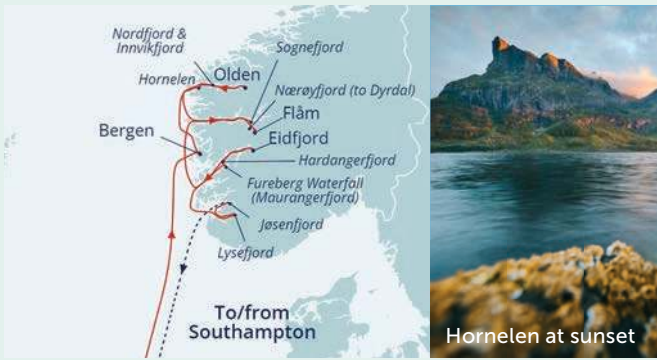 Nordfjord &
Innvikfjord
Sognefjord
Hornelen
Olden
Nærøyfjord (to Dyrdal)
Flåm
Bergen
Eidfjord
Hardangerfjord
Fureberg Waterfall
(Maurangerfjord)
Jøsenfjord
Lysefjord
To/from
Southampton
Hornelen at sunset